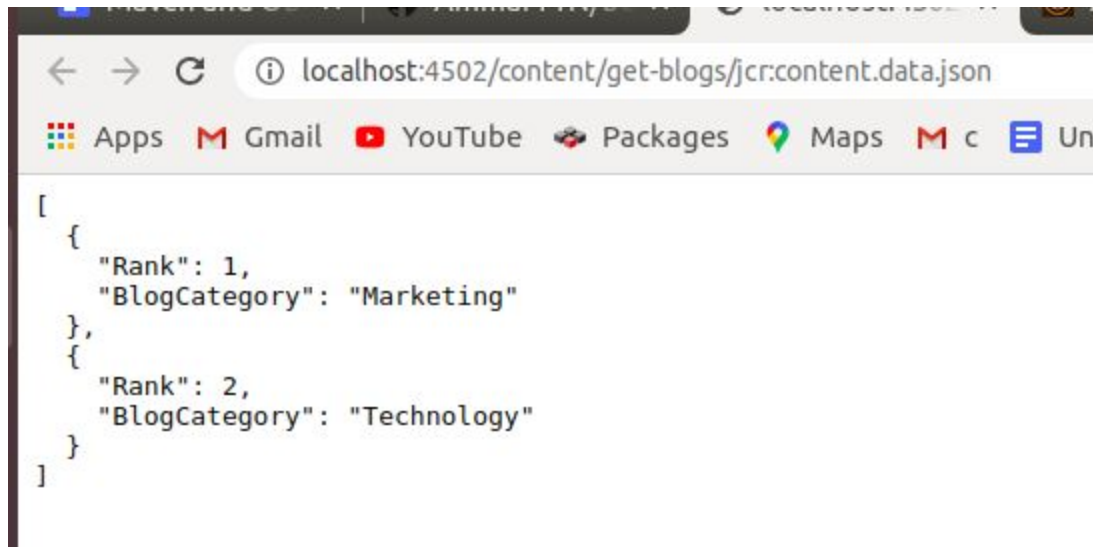 localhost:4502/content/get-blogs/jcr:content.data.json
Apps Gmail YouTube Packages Maps c Un
[
{
"Rank": 1,
"BlogCategory": "Marketing"
},
{
"Rank": 2,
"BlogCategory": "Technology"
}
]